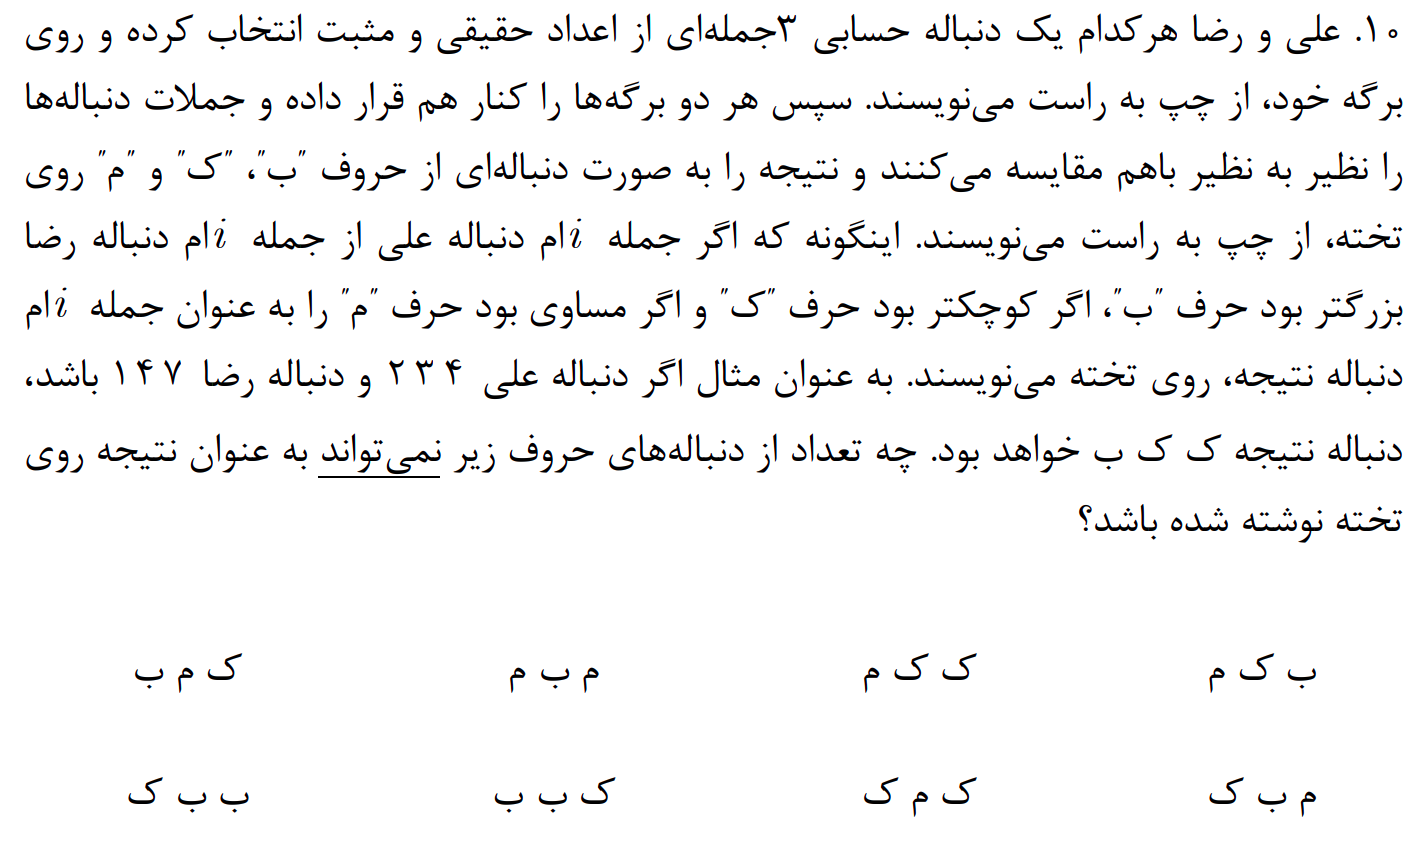 ۱۰. علی و رضا هرکدام یک دنباله حسابی ۳جمله‌ای از اعداد حقیقی و مثبت انتخاب کرده و روی
برگه خود، از چپ به راست می‌نویسند. سپس هر دو برگه‌ها را کنار هم قرار داده و جملات دنباله‌ها
را نظیر به نظیر باهم مقایسه می‌کنند و نتیجه را به صورت دنباله‌ای از حروف "ب"، "ک" و "م" روی
تخته، از چپ به راست می‌نویسند. اینگونه که اگر جمله iام دنباله علی از جمله iام دنباله رضا
بزرگتر بود حرف "ب"، اگر کوچکتر بود حرف "ک" و اگر مساوی بود حرف "م" را به عنوان جمله iام
دنباله نتیجه، روی تخته می‌نویسند. به عنوان مثال اگر دنباله علی ۲ ۳ ۴ و دنباله رضا ۱ ۴ ۷ باشد،
دنباله نتیجه ک ک ب خواهد بود. چه تعداد از دنباله‌های حروف زیر نمی‌تواند به عنوان نتیجه روی
تخته نوشته شده باشد؟
ب ک م ک ک م م ب م ک م ب
م ب ک ک م ک ک ب ب ب ب ک